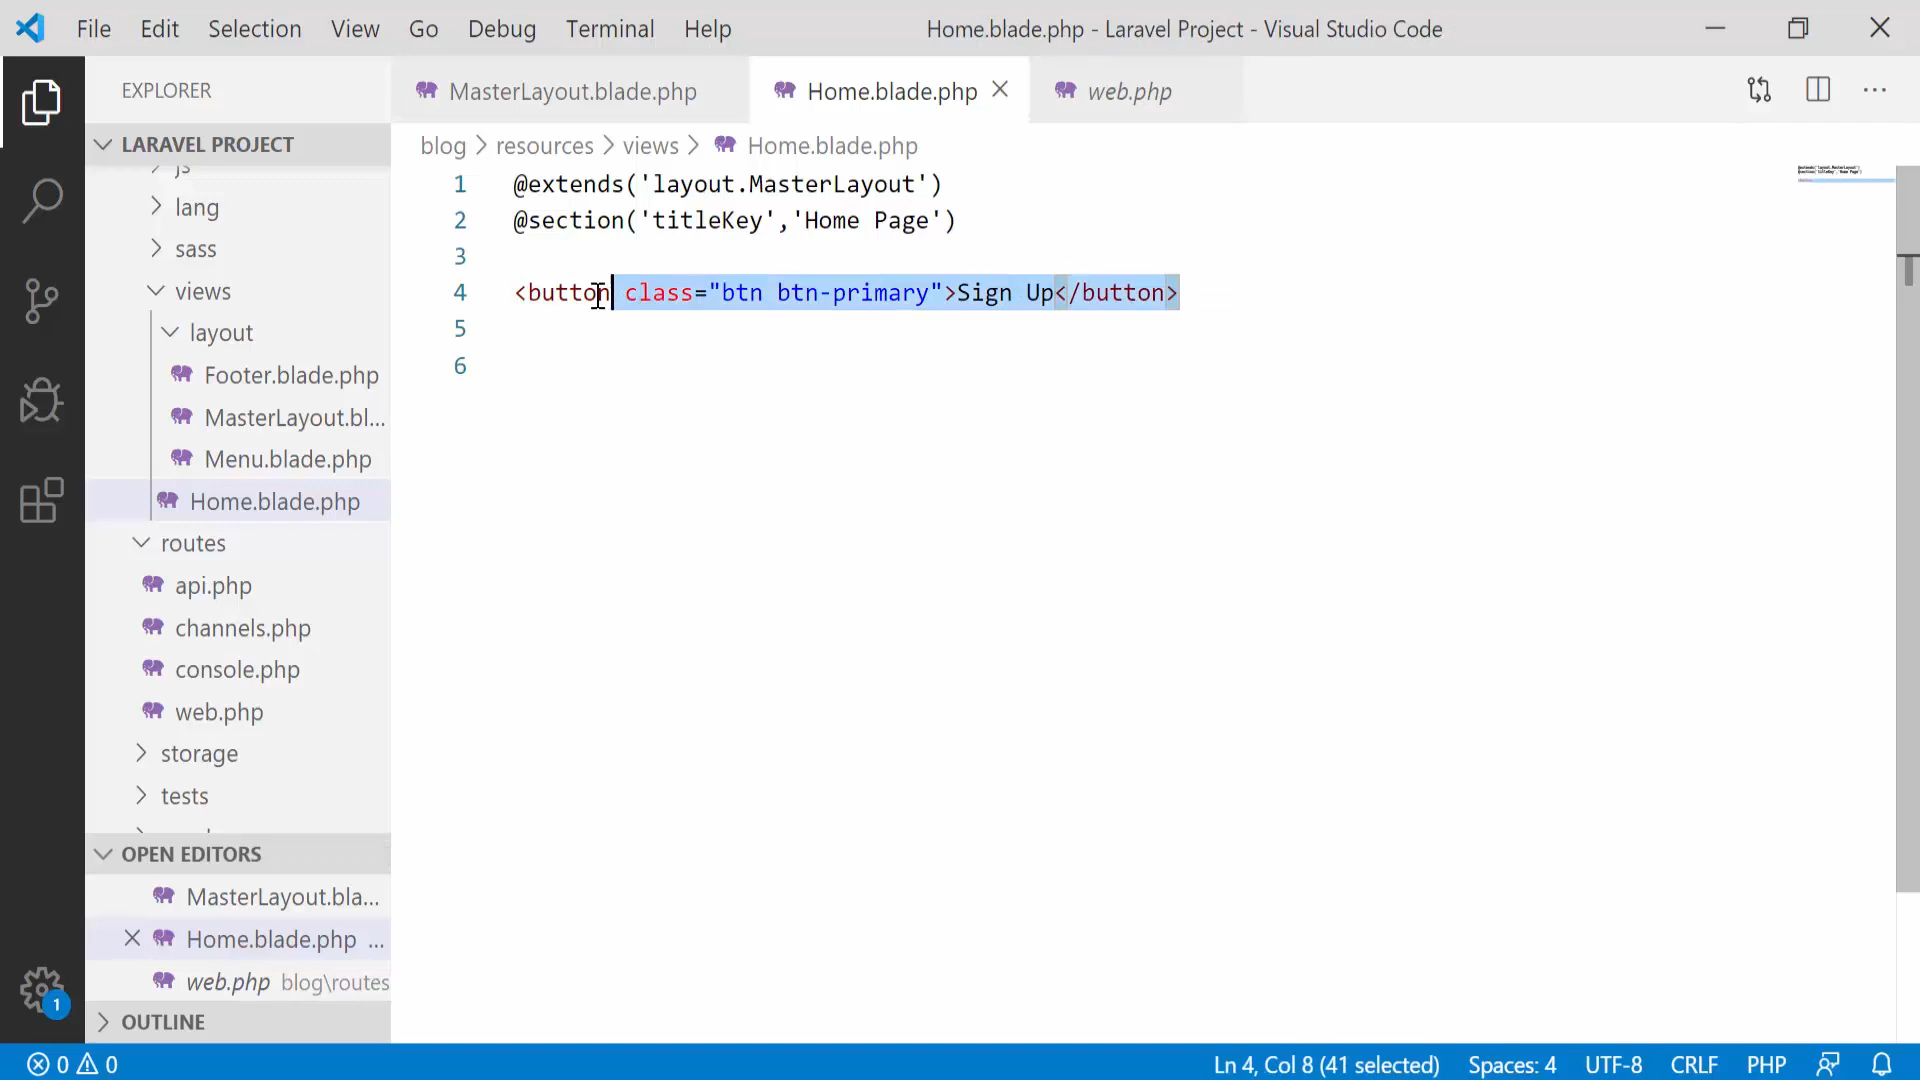 File Edit Selection View Go Debug Terminal Help Home.blade.php - Laravel Project - Visual Studio Code
EXPLORER
MasterLayout.blade.php Home.blade.php web.php
LARAVEL PROJECT
blog > resources > views > Home.blade.php
js
lang
sass
views
layout
Footer.blade.php
MasterLayout.bl...
Menu.blade.php
Home.blade.php
routes
api.php
channels.php
console.php
web.php
storage
tests
OPEN EDITORS
MasterLayout.bla...
Home.blade.php ...
web.php blog\routes
OUTLINE
1 @extends('layout.MasterLayout')
2 @section('titleKey','Home Page')
3
4 <button class="btn btn-primary">Sign Up</button>
5
6
1
0 0 Ln 4, Col 8 (41 selected) Spaces: 4 UTF-8 CRLF PHP